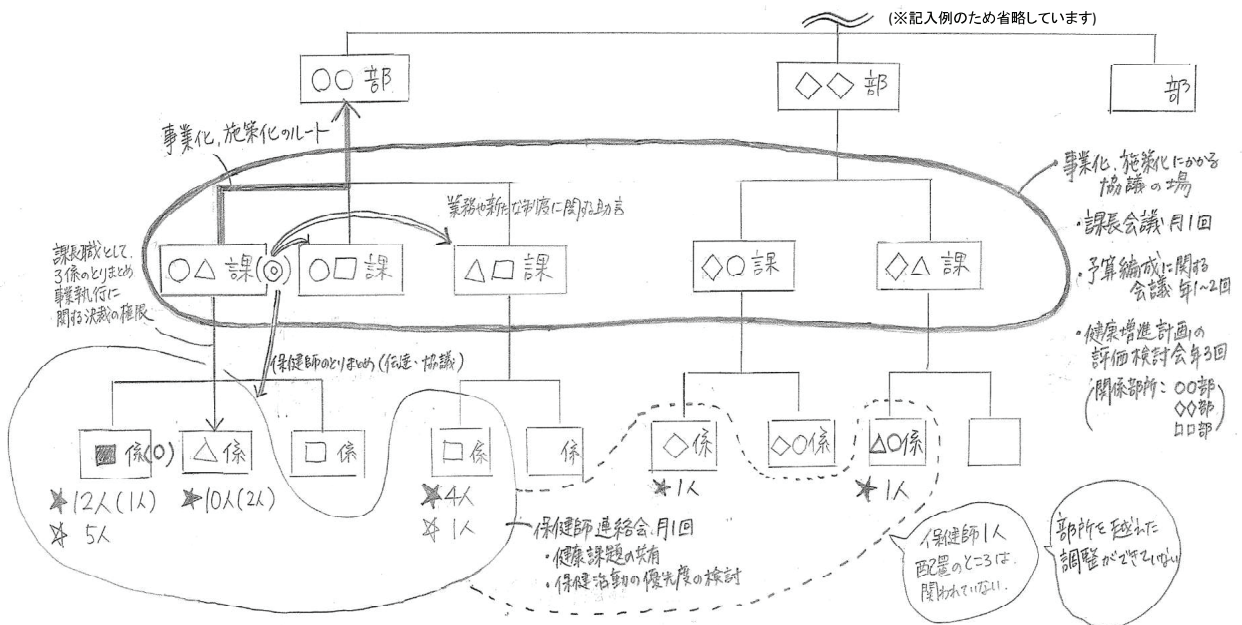 (※記入例のため省略しています)
○○部
◇◇部
部
事業化、施策化のルート
業務や新たな制度に関する助言
・事業化、施策化にかかる
協議の場
・課長会議 月1回
・予算編成に関する
会議 年1~2回
・健康増進計画の
評価検討会 年3回
(関係部所: ○○部
◇◇部
□□部)
課長職として、
3係のとりまとめ
事業執行に
関する決裁の権限
○△課(◎)
○□課
△□課
◇○課
◇△課
保健師のとりまとめ(伝達・協議)
■係(○)
△係
□係
□係
係
◇係
◇○係
△○係
★12人(1人)
☆5人
★10人(2人)
★4人
☆1人
★1人
★1人
保健師連絡会 月1回
・健康課題の共有
・保健活動の優先度の検討
保健師1人
配置のところは、
関われていない。
部所を越えた
調整ができていない